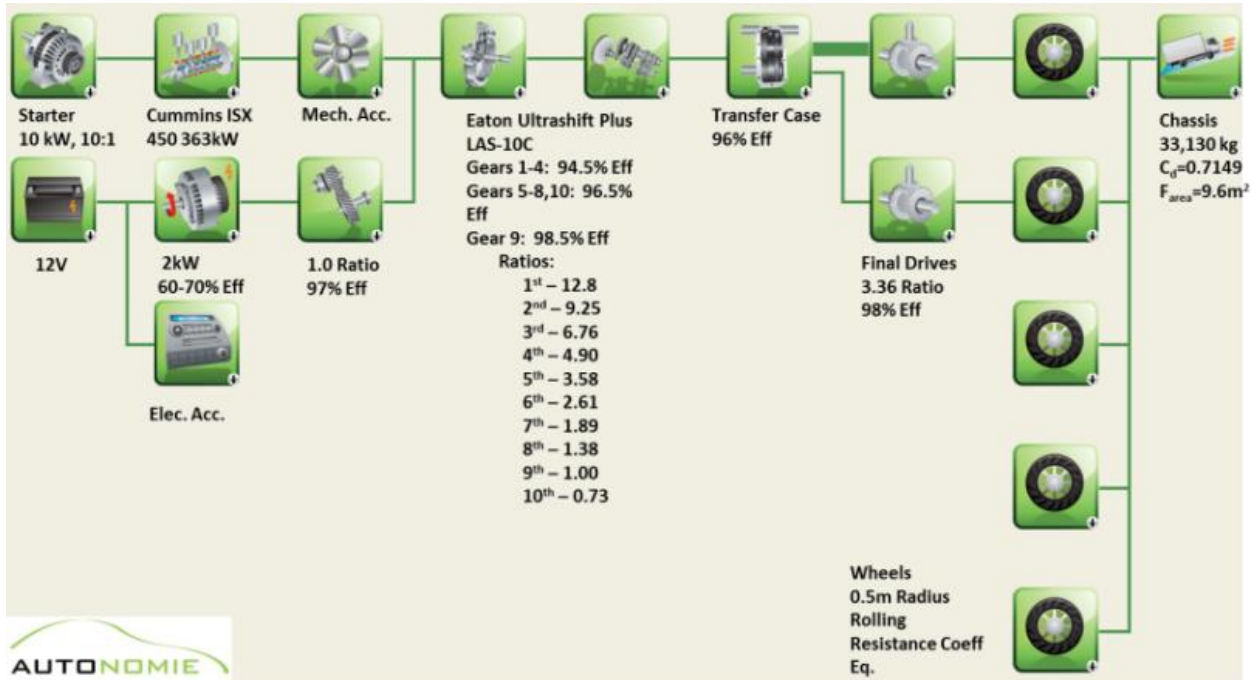 Starter
10 kW, 10:1
Cummins ISX
450 363kW
Mech. Acc.
Eaton Ultrashift Plus
LAS-10C
Gears 1-4: 94.5% Eff
Gears 5-8,10: 96.5%
Eff
Gear 9: 98.5% Eff
Ratios:
1st – 12.8
2nd – 9.25
3rd – 6.76
4th – 4.90
5th – 3.58
6th – 2.61
7th – 1.89
8th – 1.38
9th – 1.00
10th – 0.73
Transfer Case
96% Eff
Chassis
33,130 kg
Cd=0.7149
Farea=9.6m²
12V
2kW
60-70% Eff
1.0 Ratio
97% Eff
Final Drives
3.36 Ratio
98% Eff
Elec. Acc.
Wheels
0.5m Radius
Rolling
Resistance Coeff
Eq.
AUTONOMIE